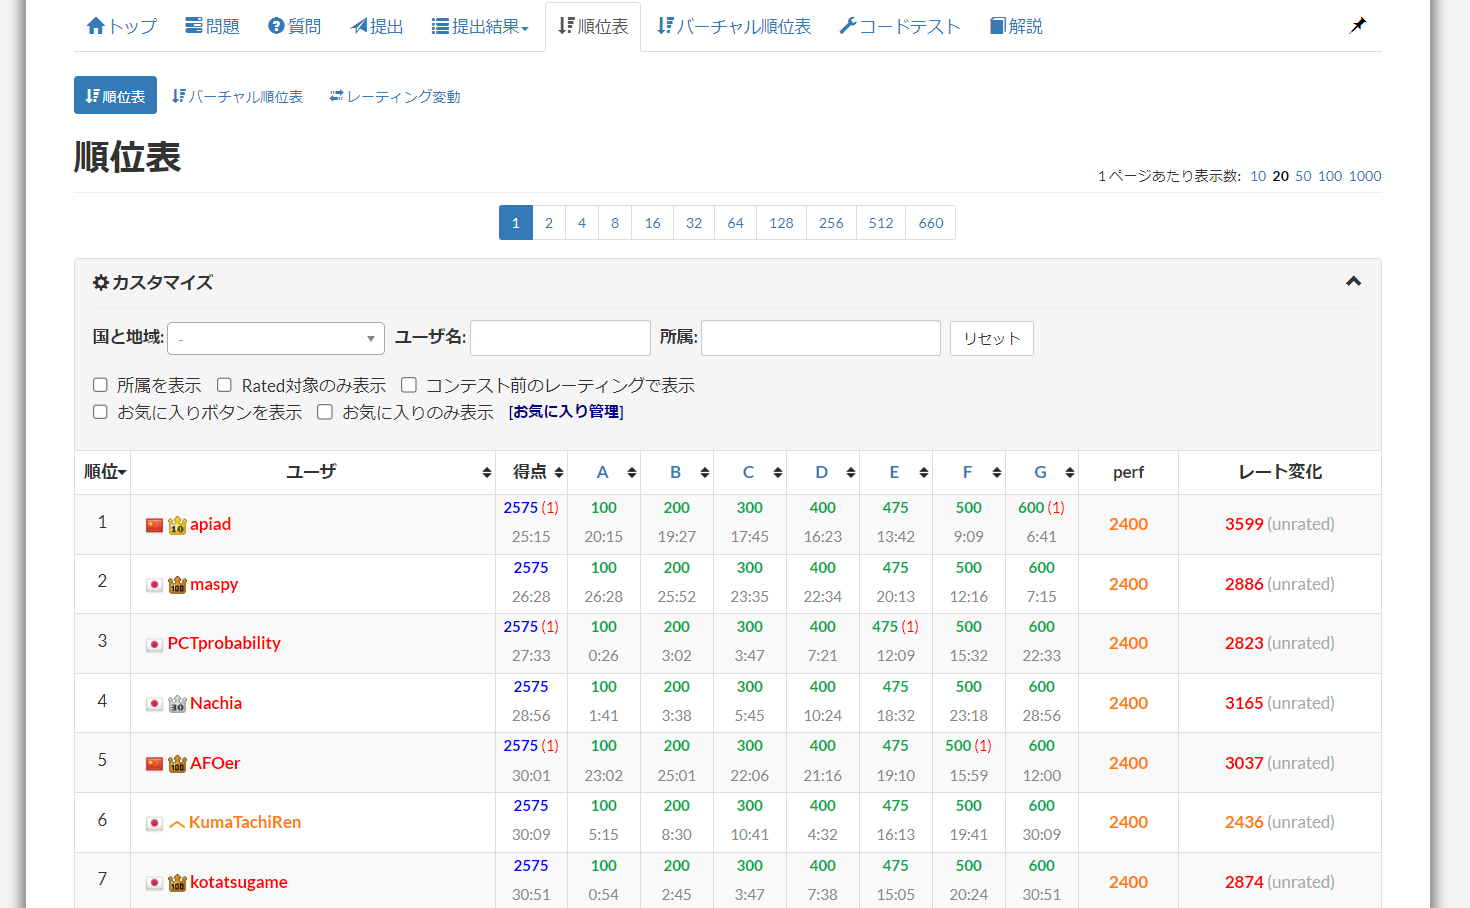 トップ 問題 質問 提出 提出結果 順位表 バーチャル順位表 コードテスト 解説
順位表 バーチャル順位表 レーティング変動
順位表
1 ページあたり表示数: 10 20 50 100 1000
1 2 4 8 16 32 64 128 256 512 660
カスタマイズ
国と地域: - ユーザ名: 所属: リセット
所属を表示 Rated対象のみ表示 コンテスト前のレーティングで表示
お気に入りボタンを表示 お気に入りのみ表示 [お気に入り管理]
順位 ユーザ 得点 A B C D E F G perf レート変化
1 10 apiad 2575 (1) 100 200 300 400 475 500 600 (1) 2400 3599 (unrated)
25:15 20:15 19:27 17:45 16:23 13:42 9:09 6:41
2 100 maspy 2575 100 200 300 400 475 500 600 2400 2886 (unrated)
26:28 26:28 25:52 23:35 22:34 20:13 12:16 7:15
3 PCTprobability 2575 (1) 100 200 300 400 475 (1) 500 600 2400 2823 (unrated)
27:33 0:26 3:02 3:47 7:21 12:09 15:32 22:33
4 30 Nachia 2575 100 200 300 400 475 500 600 2400 3165 (unrated)
28:56 1:41 3:38 5:45 10:24 18:32 23:18 28:56
5 100 AFOer 2575 (1) 100 200 300 400 475 500 (1) 600 2400 3037 (unrated)
30:01 23:02 25:01 22:06 21:16 19:10 15:59 12:00
6 KumaTachiRen 2575 100 200 300 400 475 500 600 2400 2436 (unrated)
30:09 5:15 8:30 10:41 4:32 16:13 19:41 30:09
7 100 kotatsugame 2575 100 200 300 400 475 500 600 2400 2874 (unrated)
30:51 0:54 2:45 3:47 7:38 15:05 20:24 30:51